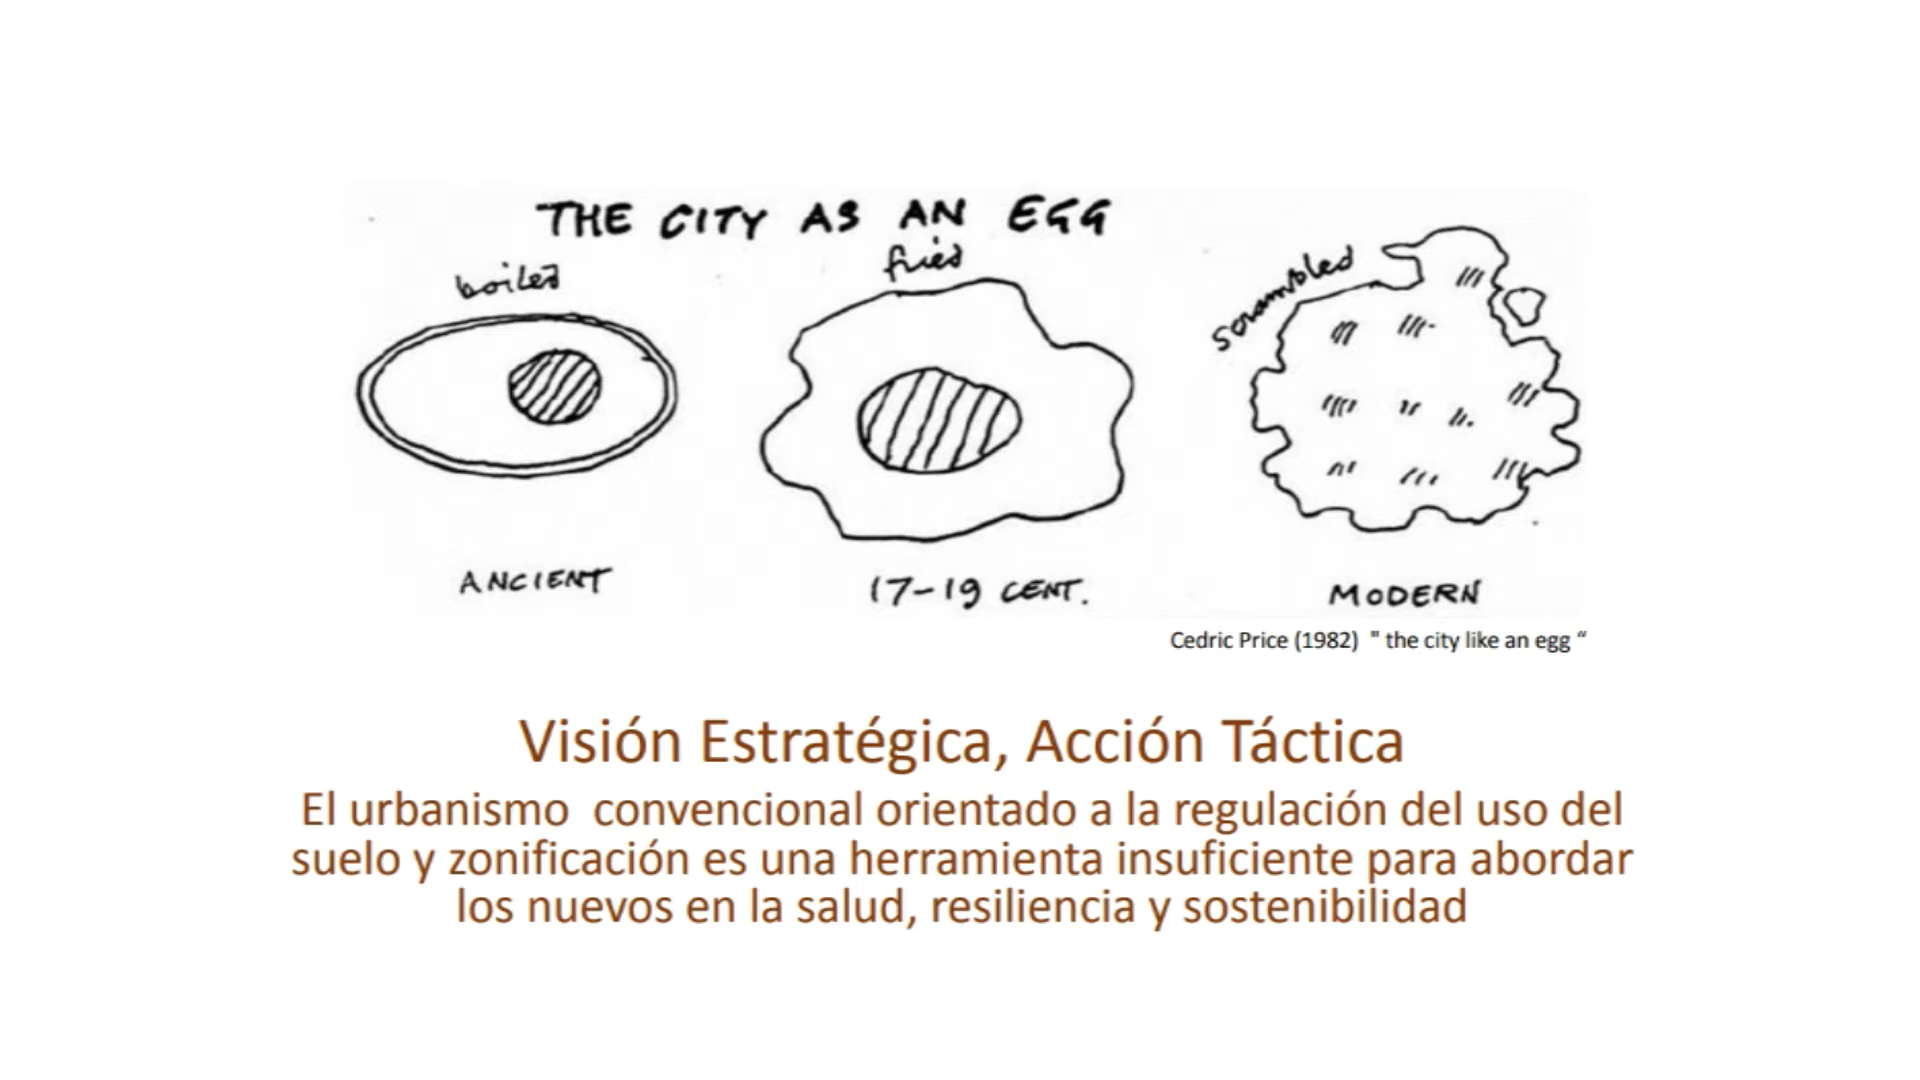 THE CITY AS AN EGG
boiled
fried
scrambled
ANCIENT
17-19 CENT.
MODERN
Cedric Price (1982) " the city like an egg “
Visión Estratégica, Acción Táctica
El urbanismo convencional orientado a la regulación del uso del
suelo y zonificación es una herramienta insuficiente para abordar
los nuevos en la salud, resiliencia y sostenibilidad